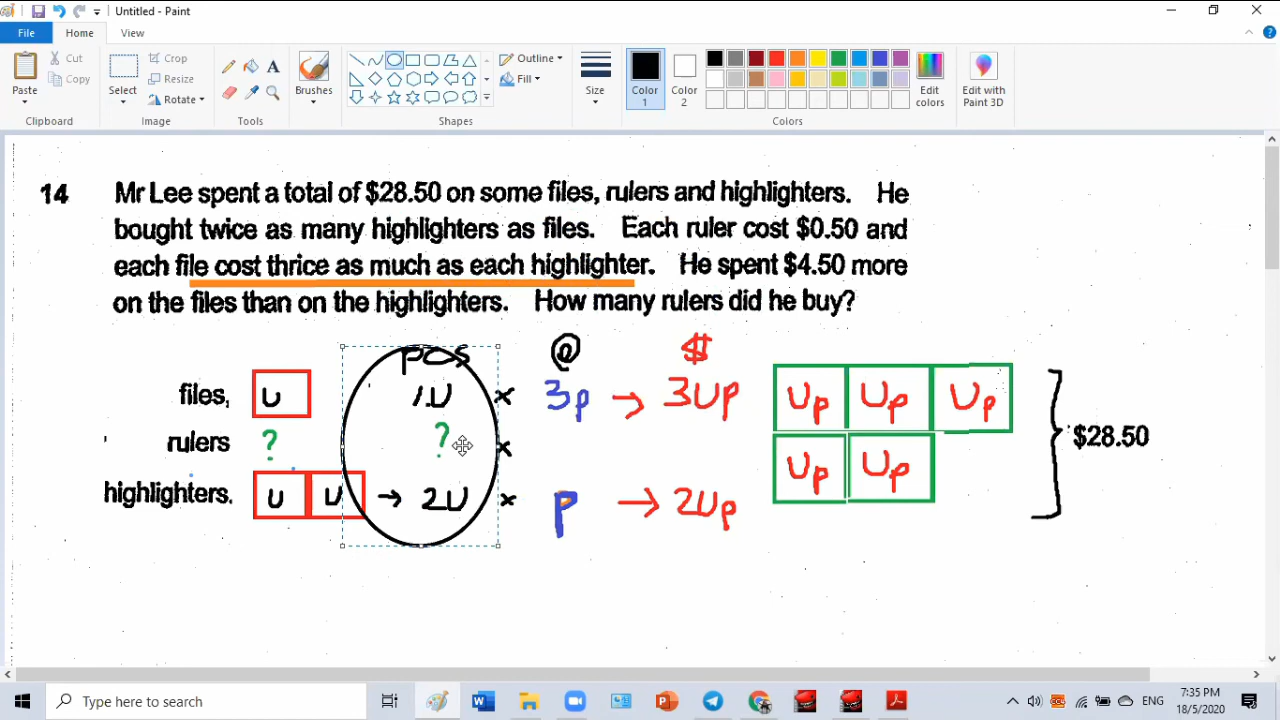 Untitled - Paint
File Home View
Paste
Cut
Copy
Clipboard
Select
Crop
Resize
Rotate
Image
A
Tools
Brushes
Outline
Fill
Shapes
Size
Color 1
Color 2
Colors
Edit colors
Edit with Paint 3D
14 Mr Lee spent a total of $28.50 on some files, rulers and highlighters. He
bought twice as many highlighters as files. Each ruler cost $0.50 and
each file cost thrice as much as each highlighter. He spent $4.50 more
on the files than on the highlighters. How many rulers did he buy?
pcs @ $
files, U 1U × 3p → 3Up Up Up Up
rulers ? ? × $28.50
highlighters. U U → 2U × p → 2Up Up Up
Type here to search
ENG
7:35 PM
18/5/2020